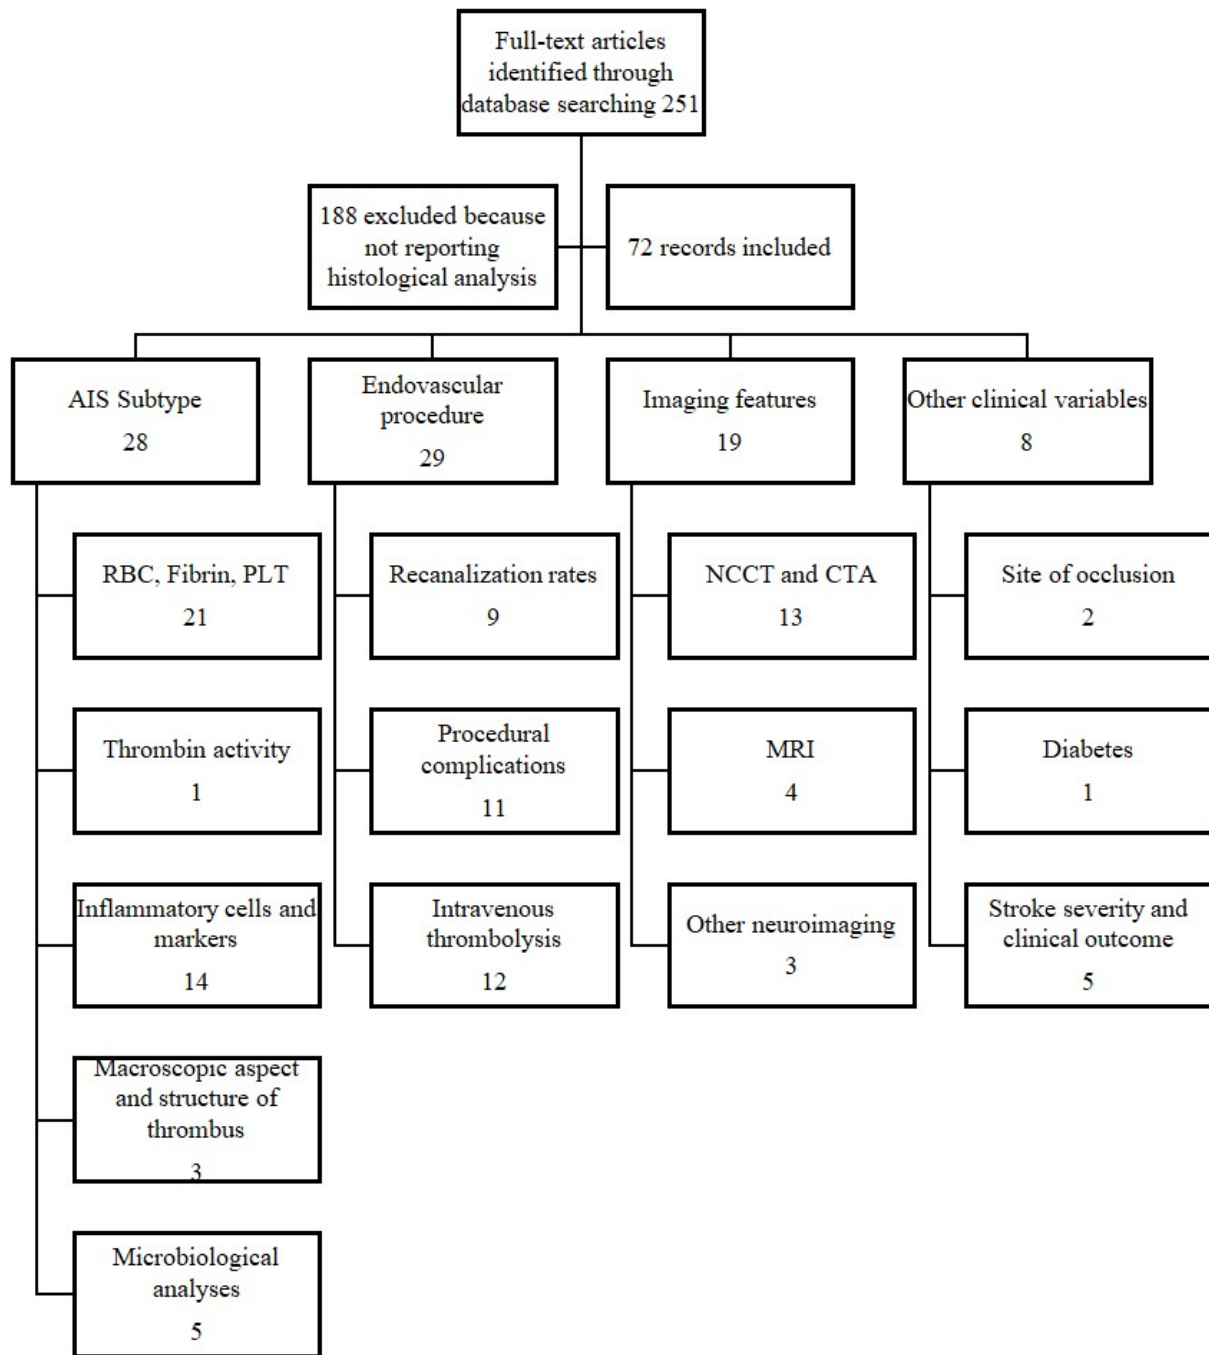 Full-text articles
identified through
database searching 251
188 excluded because
not reporting
histological analysis
72 records included
AIS Subtype
28
Endovascular
procedure
29
Imaging features
19
Other clinical variables
8
RBC, Fibrin, PLT
21
Recanalization rates
9
NCCT and CTA
13
Site of occlusion
2
Thrombin activity
1
Procedural
complications
11
MRI
4
Diabetes
1
Inflammatory cells and
markers
14
Intravenous
thrombolysis
12
Other neuroimaging
3
Stroke severity and
clinical outcome
5
Macroscopic aspect
and structure of
thrombus
3
Microbiological
analyses
5